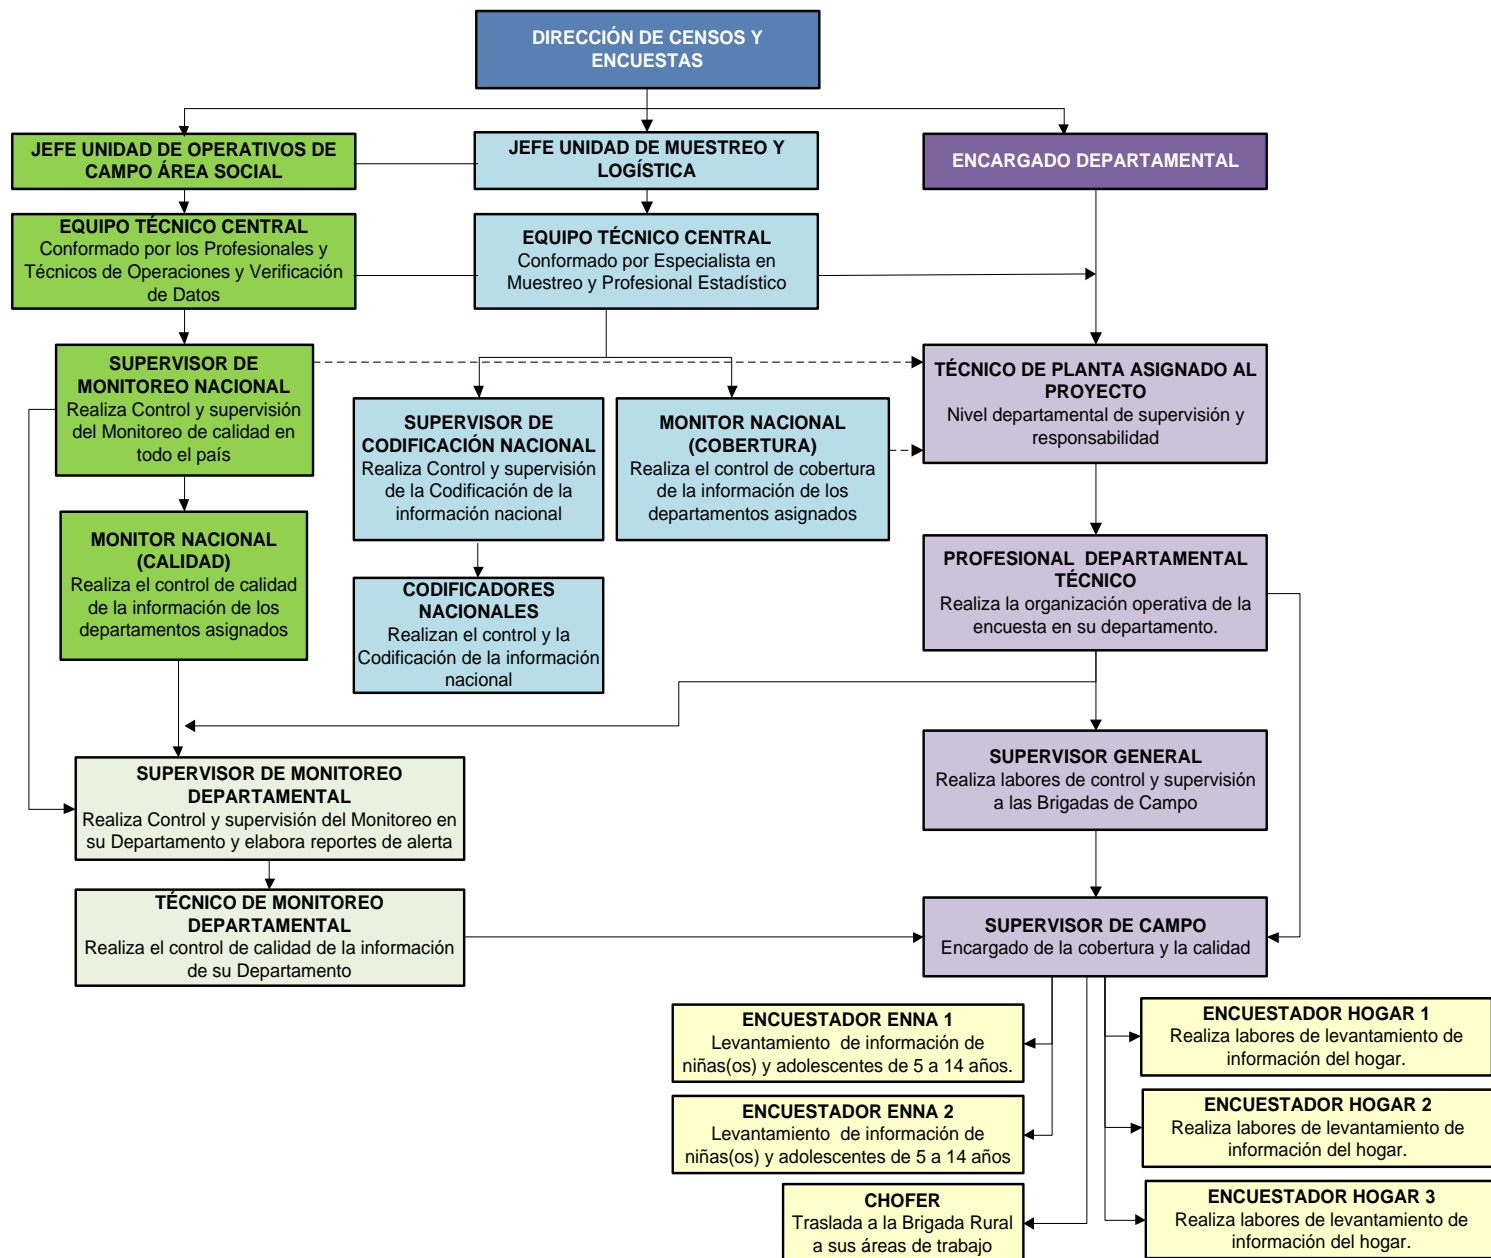 DIRECCIÓN DE CENSOS Y
ENCUESTAS
JEFE UNIDAD DE OPERATIVOS DE
CAMPO ÁREA SOCIAL
JEFE UNIDAD DE MUESTREO Y
LOGÍSTICA
ENCARGADO DEPARTAMENTAL
EQUIPO TÉCNICO CENTRAL
Conformado por los Profesionales y
Técnicos de Operaciones y Verificación
de Datos
EQUIPO TÉCNICO CENTRAL
Conformado por Especialista en
Muestreo y Profesional Estadístico
SUPERVISOR DE
MONITOREO NACIONAL
Realiza Control y supervisión
del Monitoreo de calidad en
todo el país
SUPERVISOR DE
CODIFICACIÓN NACIONAL
Realiza Control y supervisión
de la Codificación de la
información nacional
MONITOR NACIONAL
(COBERTURA)
Realiza el control de cobertura
de la información de los
departamentos asignados
TÉCNICO DE PLANTA ASIGNADO AL
PROYECTO
Nivel departamental de supervisión y
responsabilidad
MONITOR NACIONAL
(CALIDAD)
Realiza el control de calidad
de la información de los
departamentos asignados
CODIFICADORES
NACIONALES
Realizan el control y la
Codificación de la información
nacional
PROFESIONAL  DEPARTAMENTAL
TÉCNICO
Realiza la organización operativa de la
encuesta en su departamento.
SUPERVISOR DE MONITOREO
DEPARTAMENTAL
Realiza Control y supervisión del Monitoreo en
su Departamento y elabora reportes de alerta
SUPERVISOR GENERAL
Realiza labores de control y supervisión
a las Brigadas de Campo
TÉCNICO DE MONITOREO
DEPARTAMENTAL
Realiza el control de calidad de la información
de su Departamento
SUPERVISOR DE CAMPO
Encargado de la cobertura y la calidad
ENCUESTADOR ENNA 1
Levantamiento  de información de
niñas(os) y adolescentes de 5 a 14 años.
ENCUESTADOR HOGAR 1
Realiza labores de levantamiento de
información del hogar.
ENCUESTADOR ENNA 2
Levantamiento  de información de
niñas(os) y adolescentes de 5 a 14 años
ENCUESTADOR HOGAR 2
Realiza labores de levantamiento de
información del hogar.
CHOFER
Traslada a la Brigada Rural
a sus áreas de trabajo
ENCUESTADOR HOGAR 3
Realiza labores de levantamiento de
información del hogar.